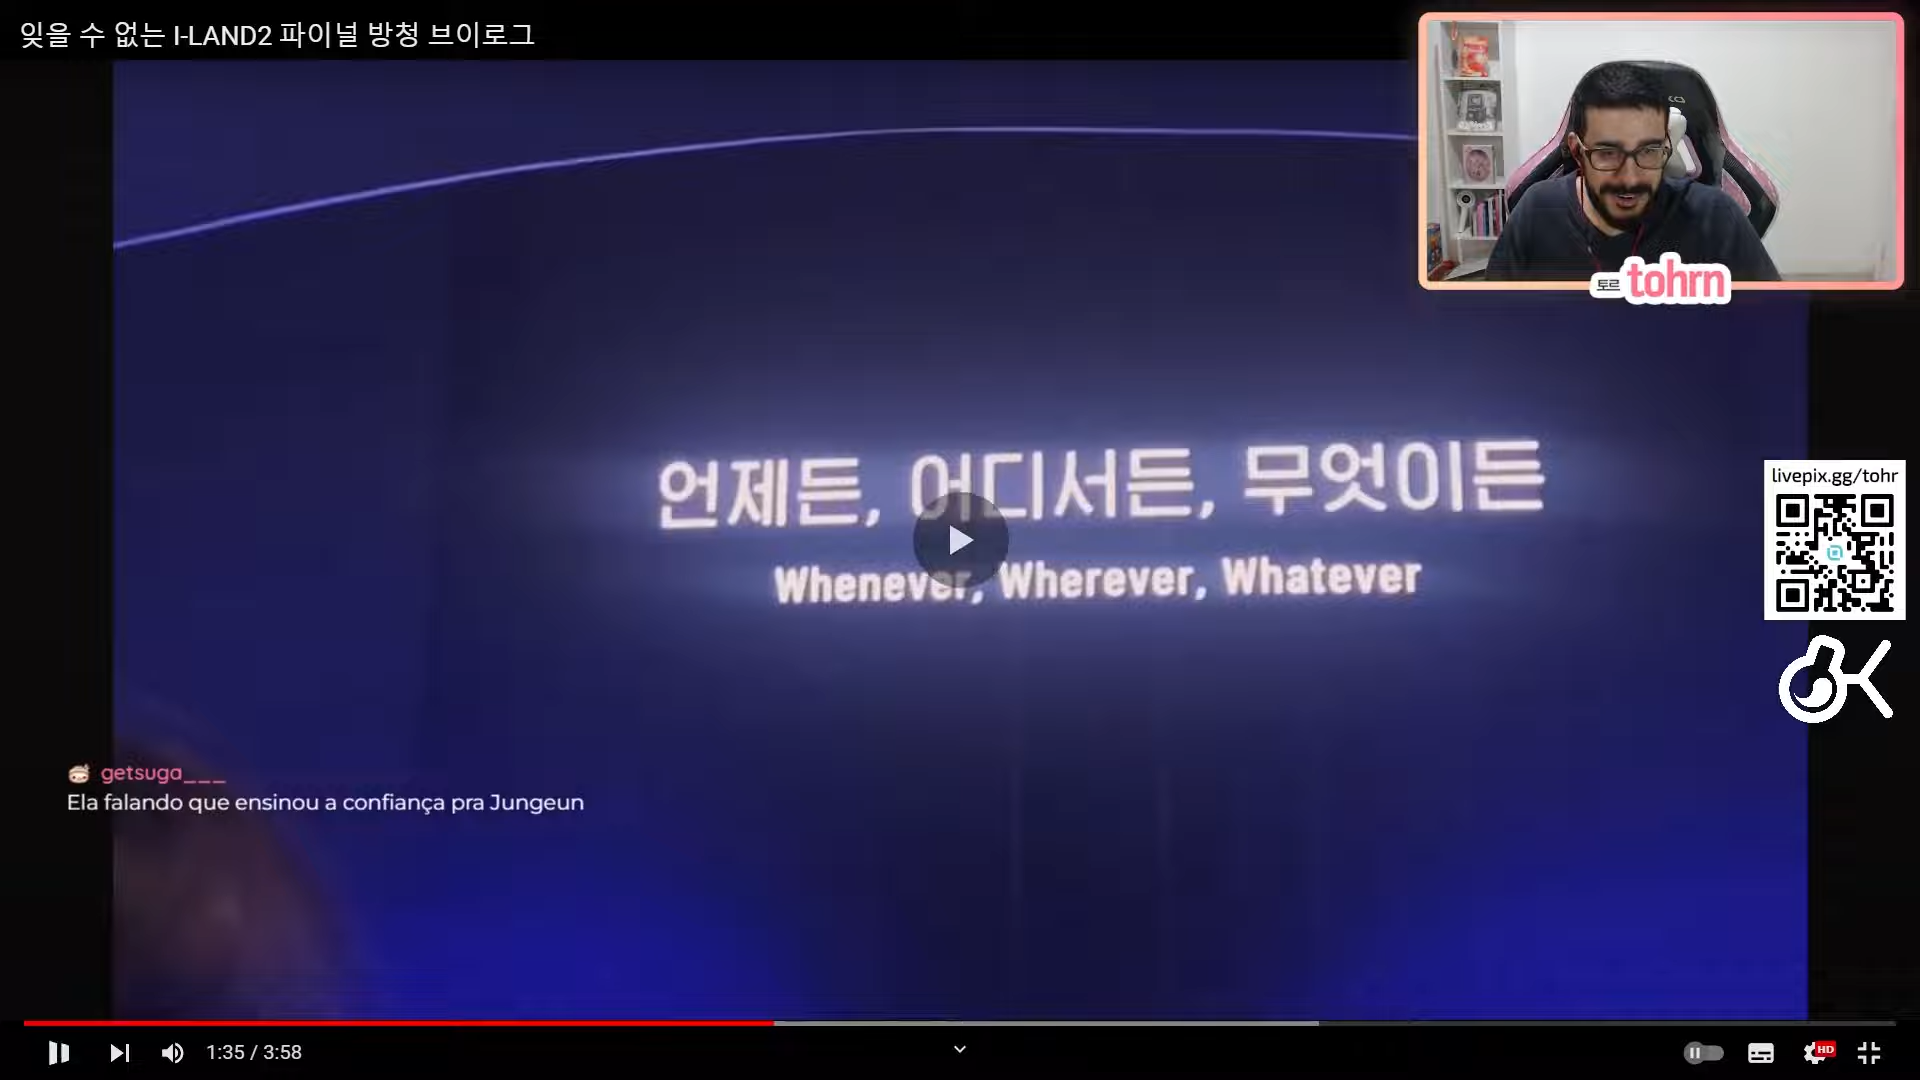 잊을 수 없는 I-LAND2 파이널 방청 브이로그
토르 tohrn
언제든, 어디서든, 무엇이든
Whenever, Wherever, Whatever
livepix.gg/tohr
getsuga___
Ela falando que ensinou a confiança pra Jungeun
1:35 / 3:58
HD